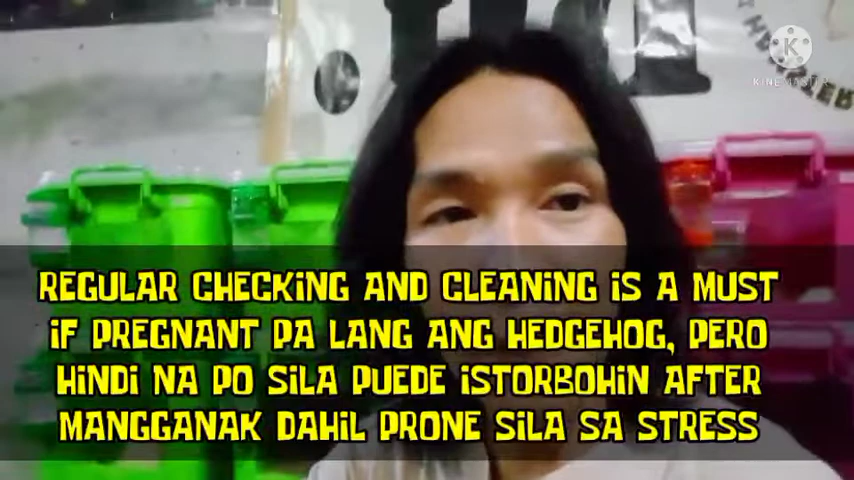 K
KINEMASTER
REGULAR CHECKING AND CLEANING IS A MUST
IF PREGNANT PA LANG ANG HEDGEHOG, PERO
HINDI NA PO SILA PUEDE ISTORBOHIN AFTER
MANGGANAK DAHIL PRONE SILA SA STRESS